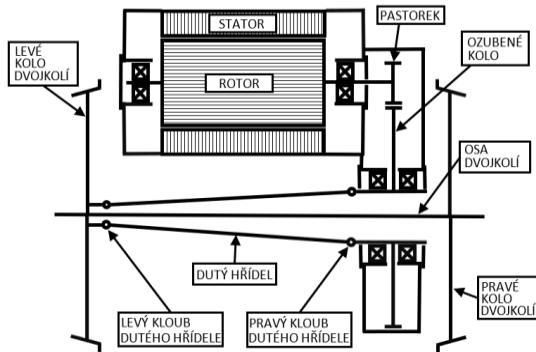 STATOR
PASTOREK
LEVÉ
KOLO
DVOJKOLÍ
OZUBENÉ
KOLO
ROTOR
OSA
DVOJKOLÍ
DUTÝ HŘÍDEL
PRAVÉ
KOLO
DVOJKOLÍ
LEVÝ KLOUB
DUTÉHO HŘÍDELE
PRAVÝ KLOUB
DUTÉHO HŘÍDELE